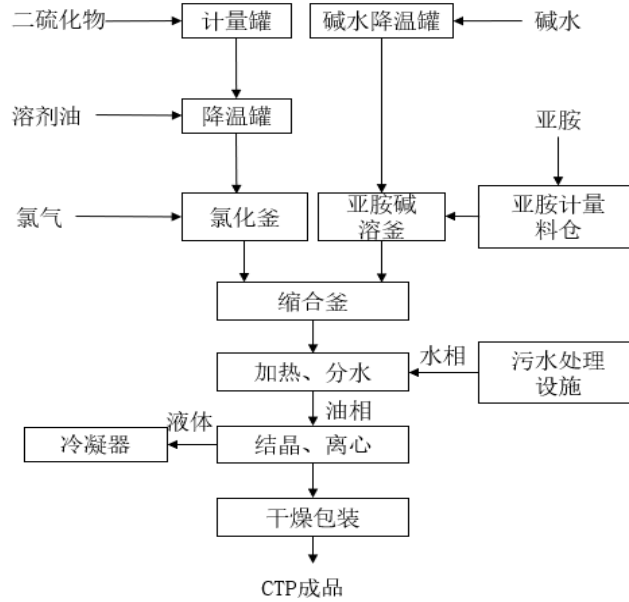 二硫化物
计量罐
碱水降温罐
碱水
溶剂油
降温罐
亚胺
氯气
氯化釜
亚胺碱
溶釜
亚胺计量
料仓
缩合釜
加热、分水
水相
污水处理
设施
油相
液体
冷凝器
结晶、离心
干燥包装
CTP成品